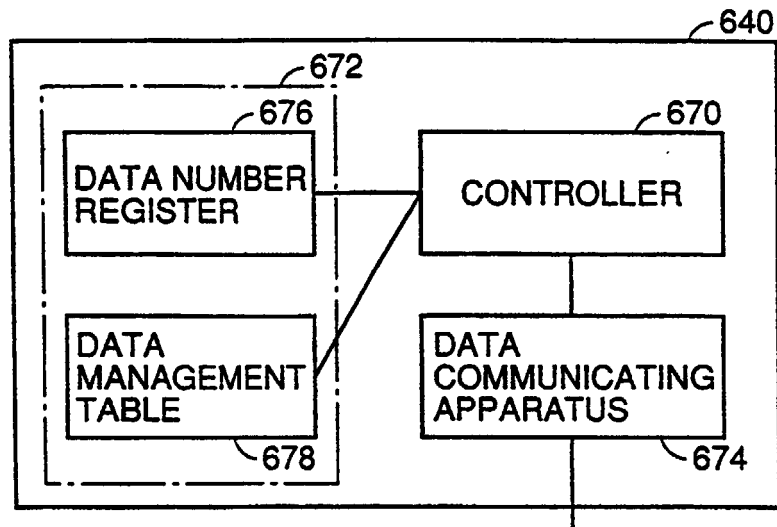 640
672
676
670
DATA NUMBER
REGISTER
CONTROLLER
DATA
MANAGEMENT
TABLE
DATA
COMMUNICATING
APPARATUS
678
674